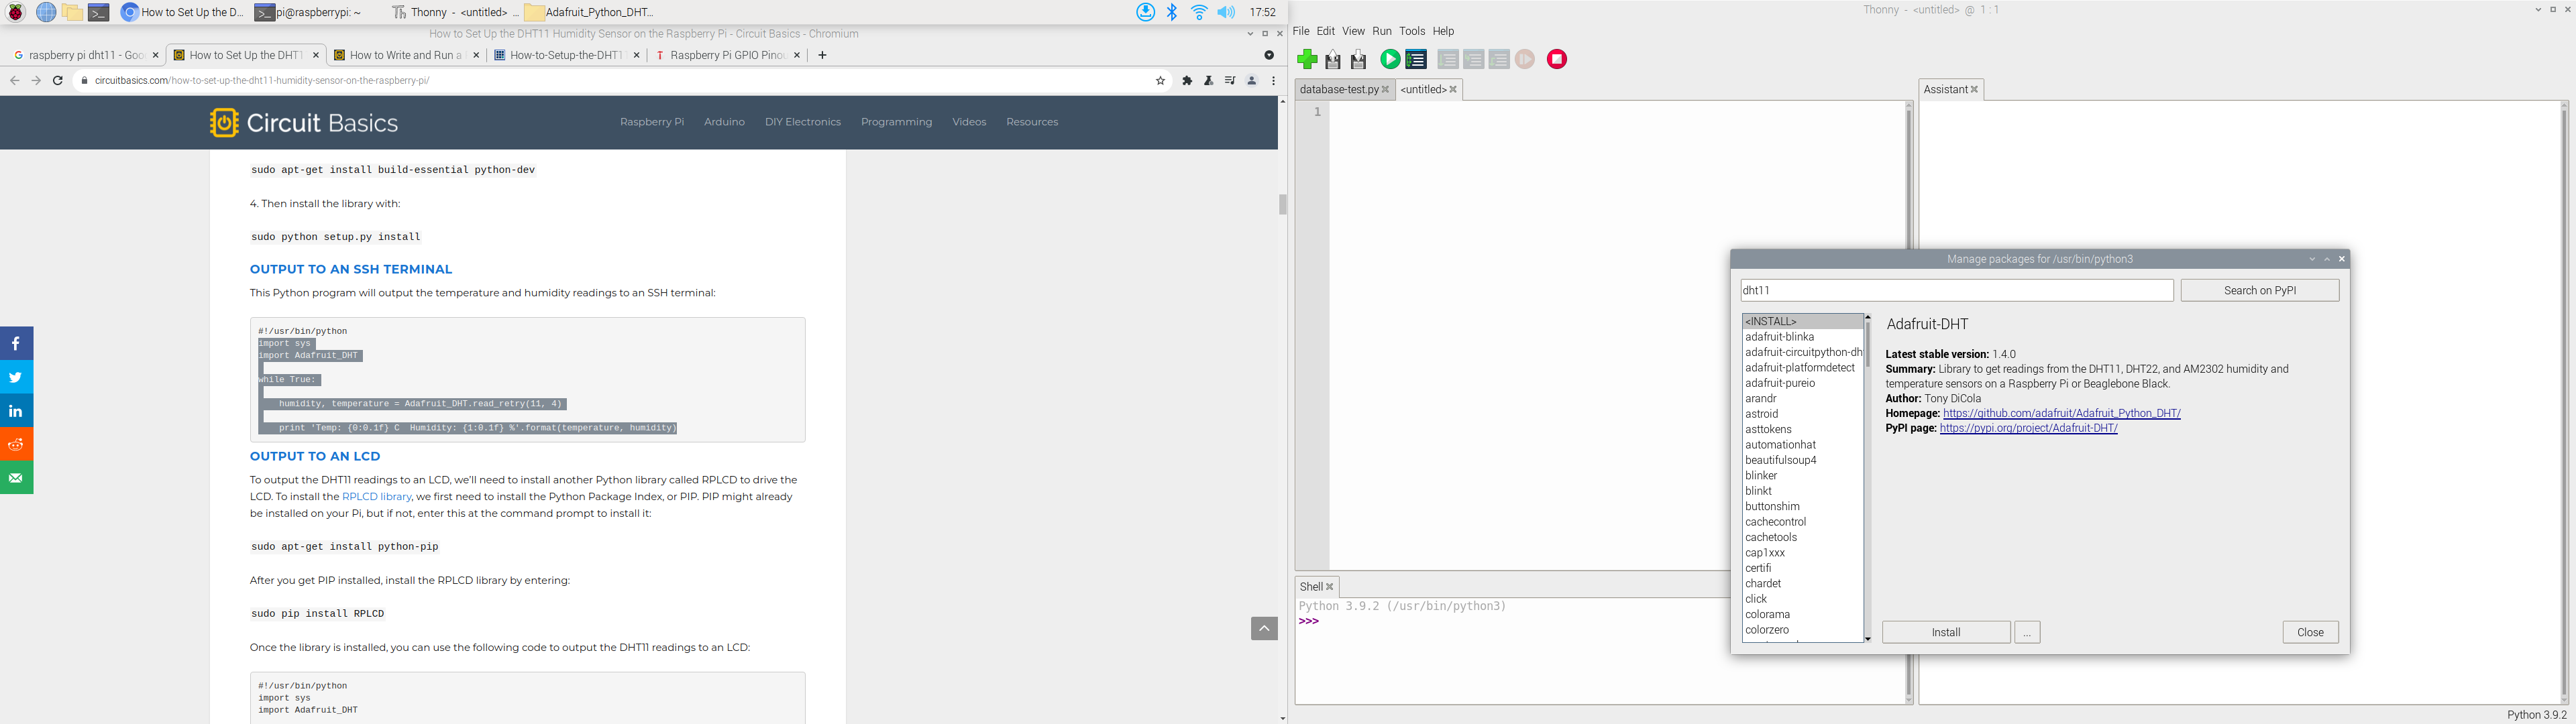 How to Set Up the D...
pi@raspberrypi: ~
Thonny - <untitled> ...
Adafruit_Python_DHT...
17:52
How to Set Up the DHT11 Humidity Sensor on the Raspberry Pi - Circuit Basics - Chromium
raspberry pi dht11 - Goo
How to Set Up the DHT1
How to Write and Run a
How-to-Setup-the-DHT1
Raspberry Pi GPIO Pinou
circuitbasics.com/how-to-set-up-the-dht11-humidity-sensor-on-the-raspberry-pi/
Circuit Basics
Raspberry Pi
Arduino
DIY Electronics
Programming
Videos
Resources
sudo apt-get install build-essential python-dev
4. Then install the library with:
sudo python setup.py install
OUTPUT TO AN SSH TERMINAL
This Python program will output the temperature and humidity readings to an SSH terminal:
#!/usr/bin/python
import sys
import Adafruit_DHT
while True:
humidity, temperature = Adafruit_DHT.read_retry(11, 4)
print 'Temp: {0:0.1f} C  Humidity: {1:0.1f} %'.format(temperature, humidity)
OUTPUT TO AN LCD
To output the DHT11 readings to an LCD, we'll need to install another Python library called RPLCD to drive the
LCD. To install the RPLCD library, we first need to install the Python Package Index, or PIP. PIP might already
be installed on your Pi, but if not, enter this at the command prompt to install it:
sudo apt-get install python-pip
After you get PIP installed, install the RPLCD library by entering:
sudo pip install RPLCD
Once the library is installed, you can use the following code to output the DHT11 readings to an LCD:
#!/usr/bin/python
import sys
import Adafruit_DHT
Thonny - <untitled> @ 1 : 1
File Edit View Run Tools Help
database-test.py
<untitled>
1
Assistant
Shell
Python 3.9.2 (/usr/bin/python3)
>>>
Manage packages for /usr/bin/python3
dht11
Search on PyPI
<INSTALL>
adafruit-blinka
adafruit-circuitpython-dh
adafruit-platformdetect
adafruit-pureio
arandr
astroid
asttokens
automationhat
beautifulsoup4
blinker
blinkt
buttonshim
cachecontrol
cachetools
cap1xxx
certifi
chardet
click
colorama
colorzero
Adafruit-DHT
Latest stable version: 1.4.0
Summary: Library to get readings from the DHT11, DHT22, and AM2302 humidity and
temperature sensors on a Raspberry Pi or Beaglebone Black.
Author: Tony DiCola
Homepage: https://github.com/adafruit/Adafruit_Python_DHT/
PyPI page: https://pypi.org/project/Adafruit-DHT/
Install
...
Close
Python 3.9.2